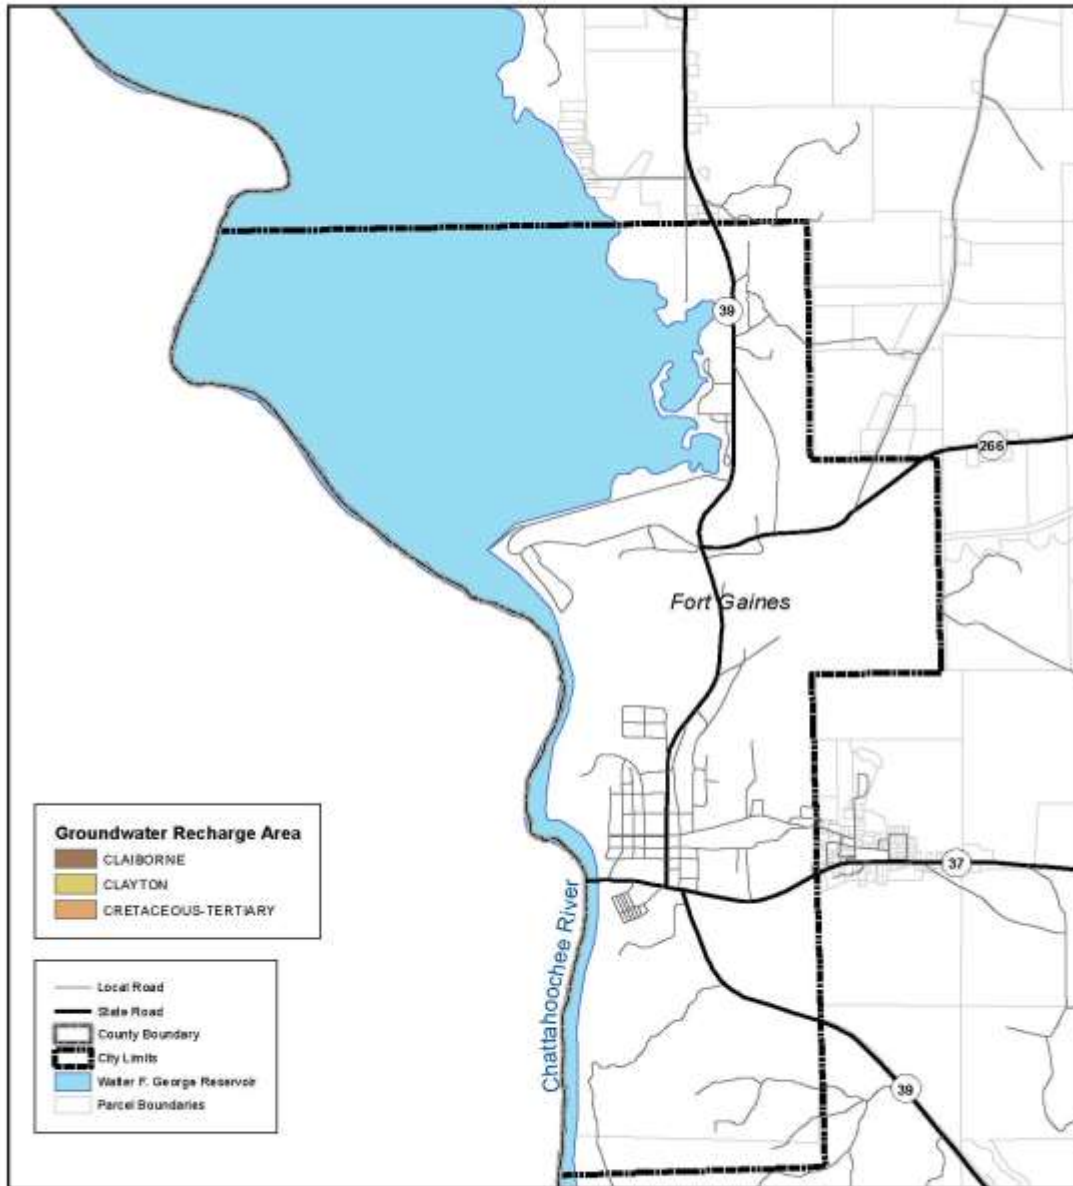 39
266
Fort Gaines
Groundwater Recharge Area
CLAIBORNE
CLAYTON
CRETACEOUS-TERTIARY
37
Chattahoochee River
Local Road
State Road
County Boundary
City Limits
Walter F. George Reservoir
Parcel Boundaries
39